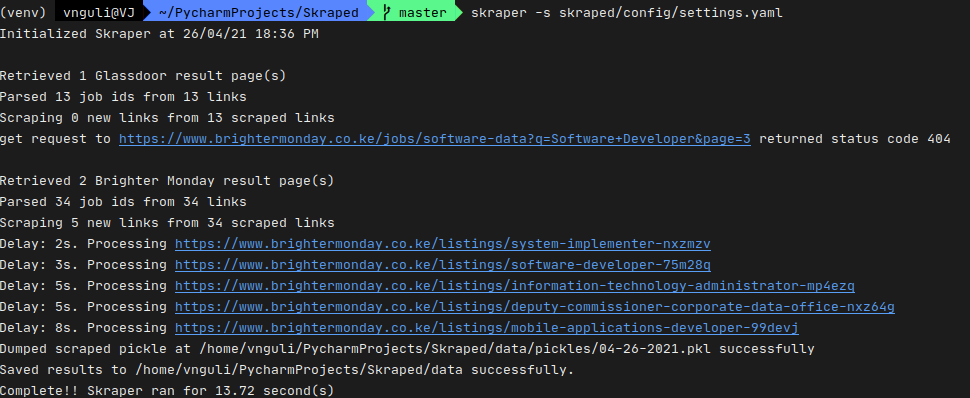 (venv) vnguli@VJ ~/PycharmProjects/Skraped master skraper -s skraped/config/settings.yaml
Initialized Skraper at 26/04/21 18:36 PM
Retrieved 1 Glassdoor result page(s)
Parsed 13 job ids from 13 links
Scraping 0 new links from 13 scraped links
get request to https://www.brightermonday.co.ke/jobs/software-data?q=Software+Developer&page=3 returned status code 404
Retrieved 2 Brighter Monday result page(s)
Parsed 34 job ids from 34 links
Scraping 5 new links from 34 scraped links
Delay: 2s. Processing https://www.brightermonday.co.ke/listings/system-implementer-nxzmzv
Delay: 3s. Processing https://www.brightermonday.co.ke/listings/software-developer-75m28q
Delay: 5s. Processing https://www.brightermonday.co.ke/listings/information-technology-administrator-mp4ezq
Delay: 5s. Processing https://www.brightermonday.co.ke/listings/deputy-commissioner-corporate-data-office-nxz64g
Delay: 8s. Processing https://www.brightermonday.co.ke/listings/mobile-applications-developer-99devj
Dumped scraped pickle at /home/vnguli/PycharmProjects/Skraped/data/pickles/04-26-2021.pkl successfully
Saved results to /home/vnguli/PycharmProjects/Skraped/data successfully.
Complete!! Skraper ran for 13.72 second(s)